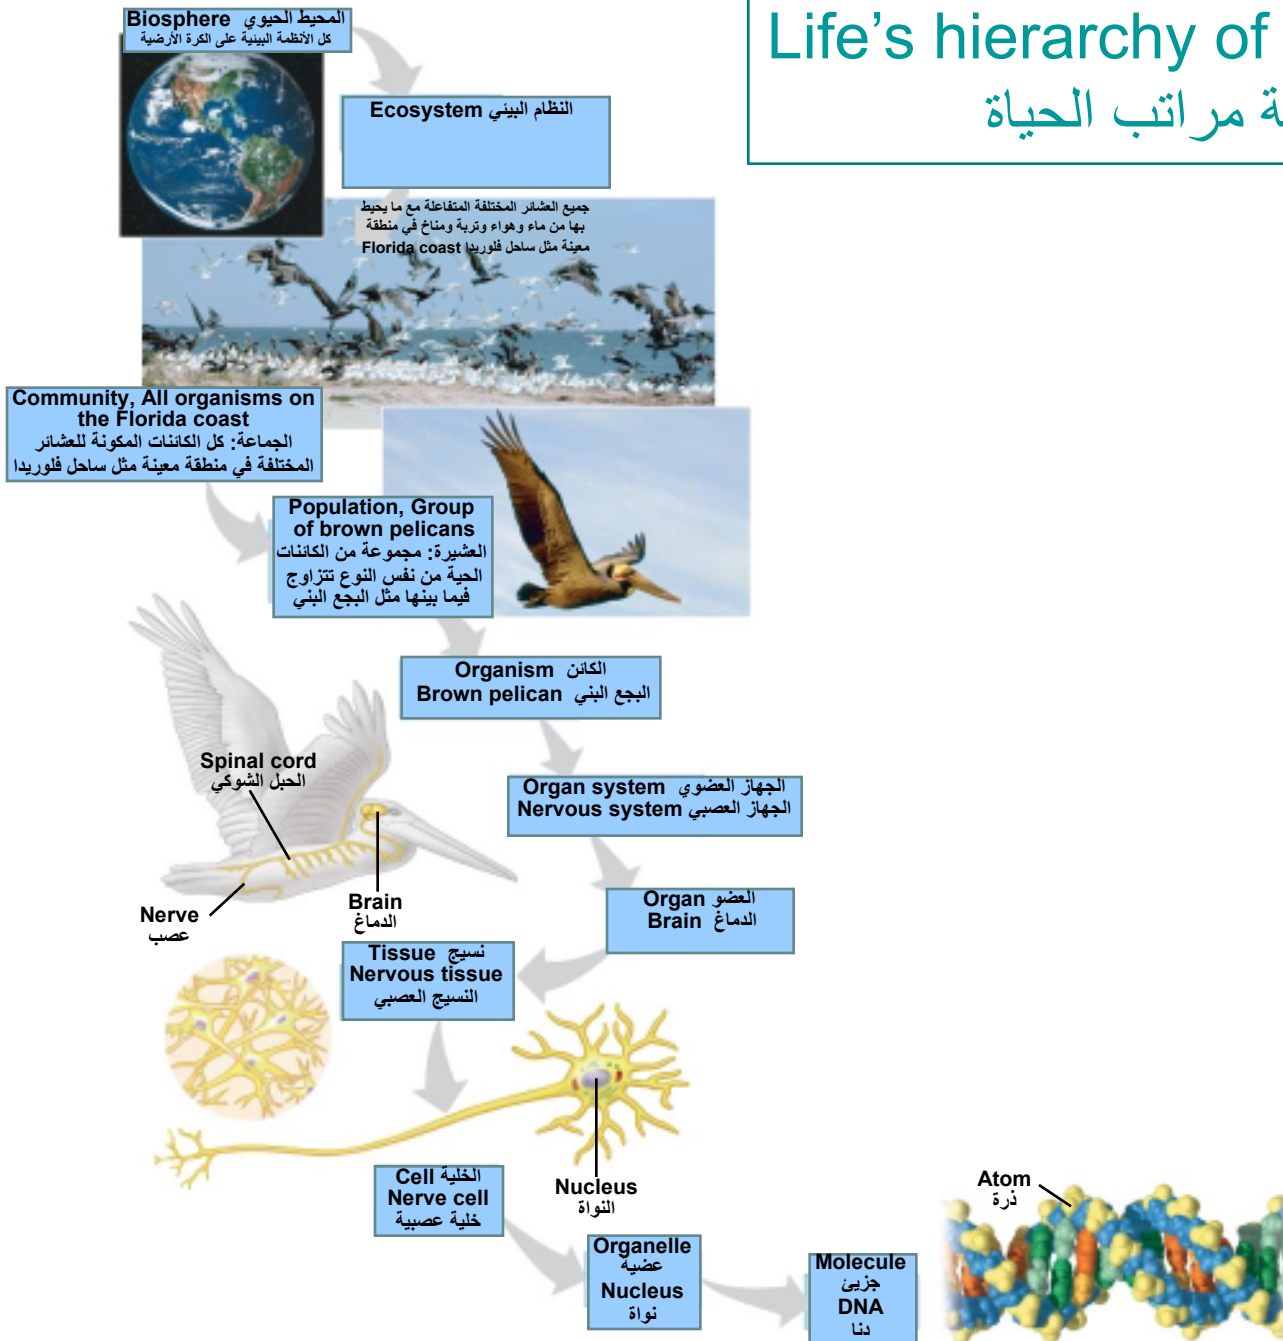 Life's hierarchy of
مراتب الحياة
Biosphere المحيط الحيوي
كل الأنظمة البيئية على الكرة الأرضية
Ecosystem النظام البيئي
جميع العشائر المختلفة المتفاعلة مع ما يحيط
بها من ماء وهواء وتربة ومناخ في منطقة
معينة مثل ساحل فلوريدا Florida coast
Community, All organisms on
the Florida coast
الجماعة: كل الكائنات المكونة للعشائر
المختلفة في منطقة معينة مثل ساحل فلوريدا
Population, Group
of brown pelicans
العشيرة: مجموعة من الكائنات
الحية من نفس النوع تتزاوج
فيما بينها مثل البجع البني
Organism الكائن
Brown pelican البجع البني
Spinal cord
الحبل الشوكي
Organ system الجهاز العضوي
Nervous system الجهاز العصبي
Nerve
عصب
Brain
الدماغ
Organ العضو
Brain الدماغ
Tissue نسيج
Nervous tissue
النسيج العصبي
Cell الخلية
Nerve cell
خلية عصبية
Nucleus
النواة
Organelle
عضية
Nucleus
نواة
Molecule
جزيئ
DNA
دنا
Atom
ذرة